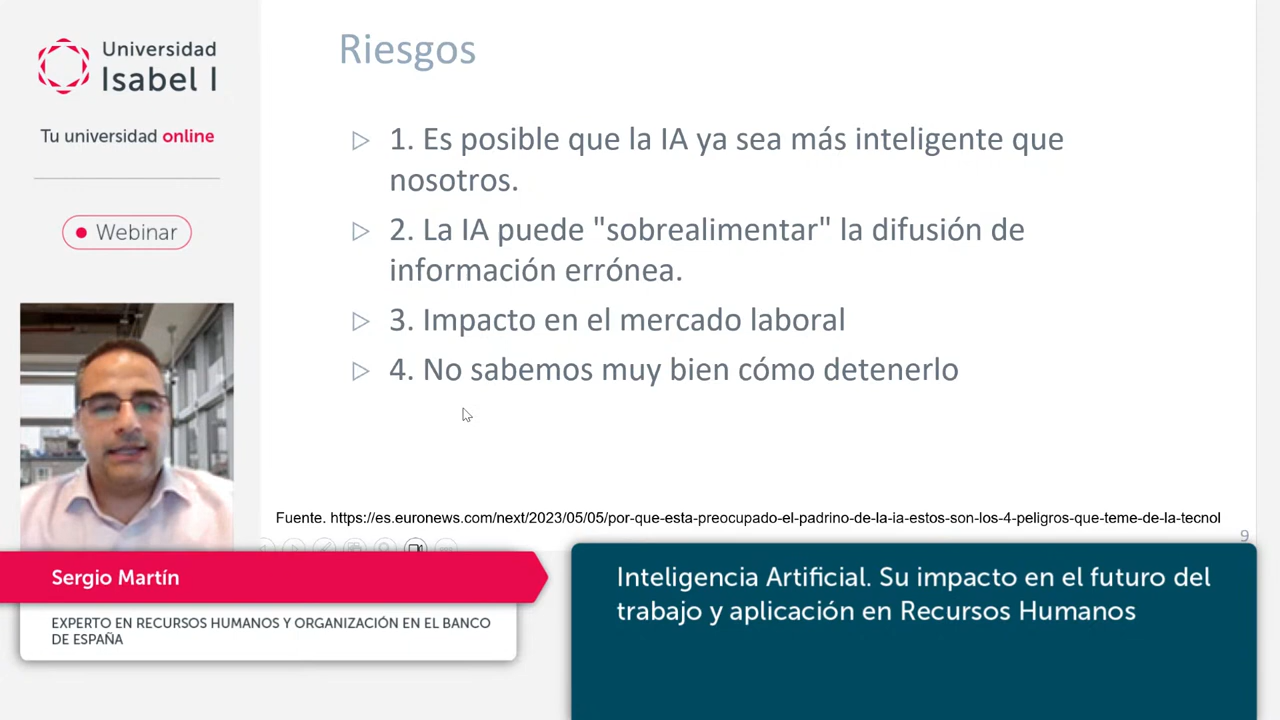 Universidad
Isabel I
Tu universidad online
Webinar
Riesgos
1. Es posible que la IA ya sea más inteligente que
nosotros.
2. La IA puede "sobrealimentar" la difusión de
información errónea.
3. Impacto en el mercado laboral
4. No sabemos muy bien cómo detenerlo
Fuente. https://es.euronews.com/next/2023/05/05/por-que-esta-preocupado-el-padrino-de-la-ia-estos-son-los-4-peligros-que-teme-de-la-tecnol
9
Sergio Martín
EXPERTO EN RECURSOS HUMANOS Y ORGANIZACIÓN EN EL BANCO
DE ESPAÑA
Inteligencia Artificial. Su impacto en el futuro del
trabajo y aplicación en Recursos Humanos